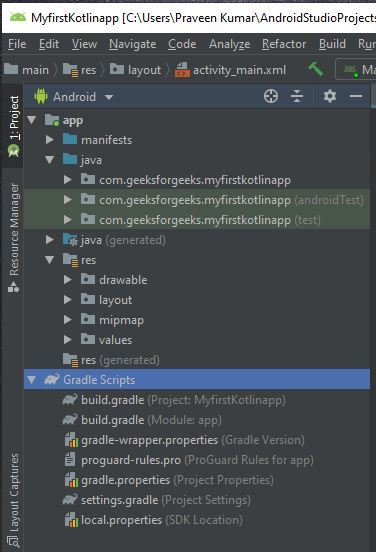 MyfirstKotlinapp [C:\Users\Praveen Kumar\AndroidStudioProjects
File Edit View Navigate Code Analyze Refactor Build
main res layout activity_main.xml
1: Project
Android
app
manifests
java
com.geeksforgeeks.myfirstkotlinapp
com.geeksforgeeks.myfirstkotlinapp (androidTest)
com.geeksforgeeks.myfirstkotlinapp (test)
Resource Manager
java (generated)
res
drawable
layout
mipmap
values
res (generated)
Gradle Scripts
build.gradle (Project: MyfirstKotlinapp)
build.gradle (Module: app)
gradle-wrapper.properties (Gradle Version)
proguard-rules.pro (ProGuard Rules for app)
gradle.properties (Project Properties)
settings.gradle (Project Settings)
local.properties (SDK Location)
Layout Captures